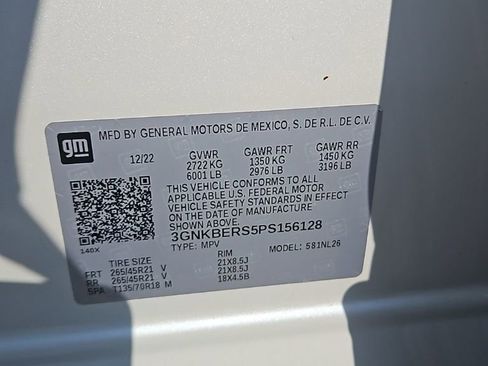 gm
MFD BY GENERAL MOTORS DE MEXICO, S. DE R.L. DE C.V.
12/22 GVWR GAWR FRT GAWR RR
2722 KG 1350 KG 1450 KG
6001 LB 2976 LB 3196 LB
THIS VEHICLE CONFORMS TO ALL
APPLICABLE U.S. FEDERAL MOTOR
VEHICLE SAFETY STANDARDS IN EFFECT
ON THE DATE OF MANUFACTURE SHOWN ABOVE.
3GNKBERS5PS156128
140X TYPE: MPV MODEL: 581NL26
TIRE SIZE RIM
FRT 265/45R21 V 21X8.5J
RR 265/45R21 V 21X8.5J
SPA T135/70R18 M 18X4.5B